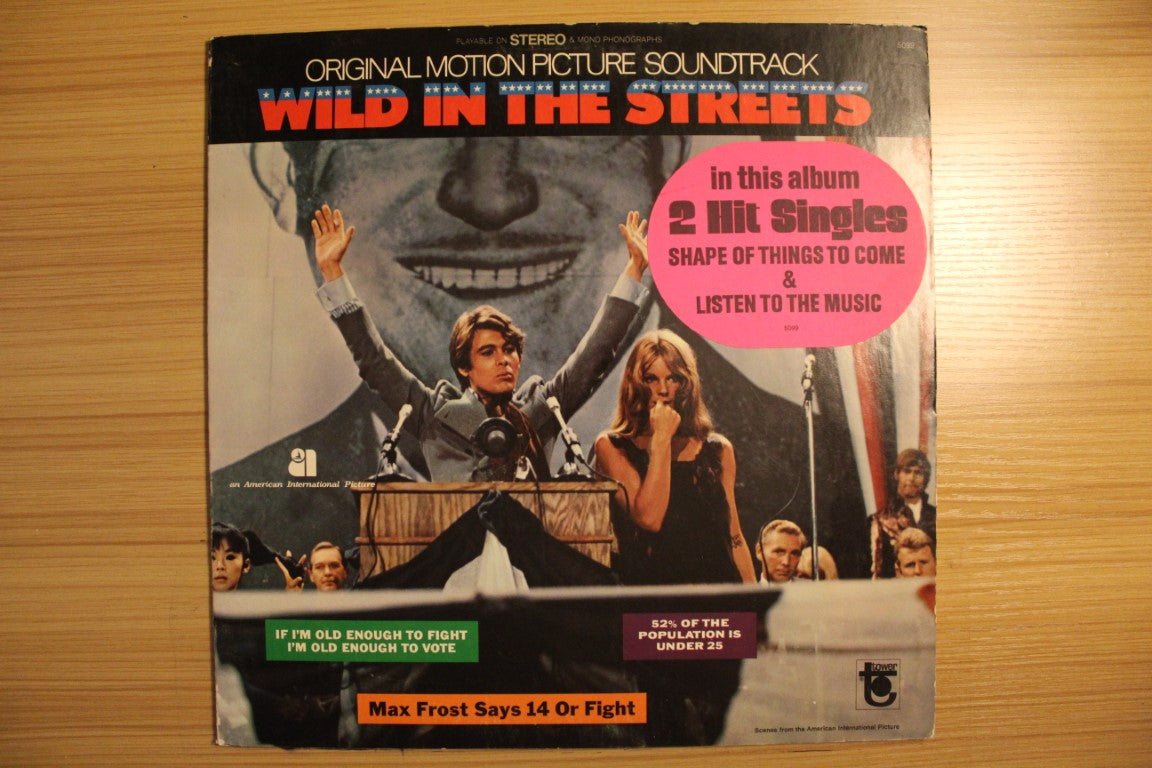 PLAYABLE ON STEREO & MONO PHONOGRAPHS
5099
ORIGINAL MOTION PICTURE SOUNDTRACK
WILD IN THE STREETS
in this album
2 Hit Singles
SHAPE OF THINGS TO COME
&
LISTEN TO THE MUSIC
5099
an American International Picture
IF I'M OLD ENOUGH TO FIGHT
I'M OLD ENOUGH TO VOTE
52% OF THE
POPULATION IS
UNDER 25
tower
Max Frost Says 14 Or Fight
Scenes from the American International Picture